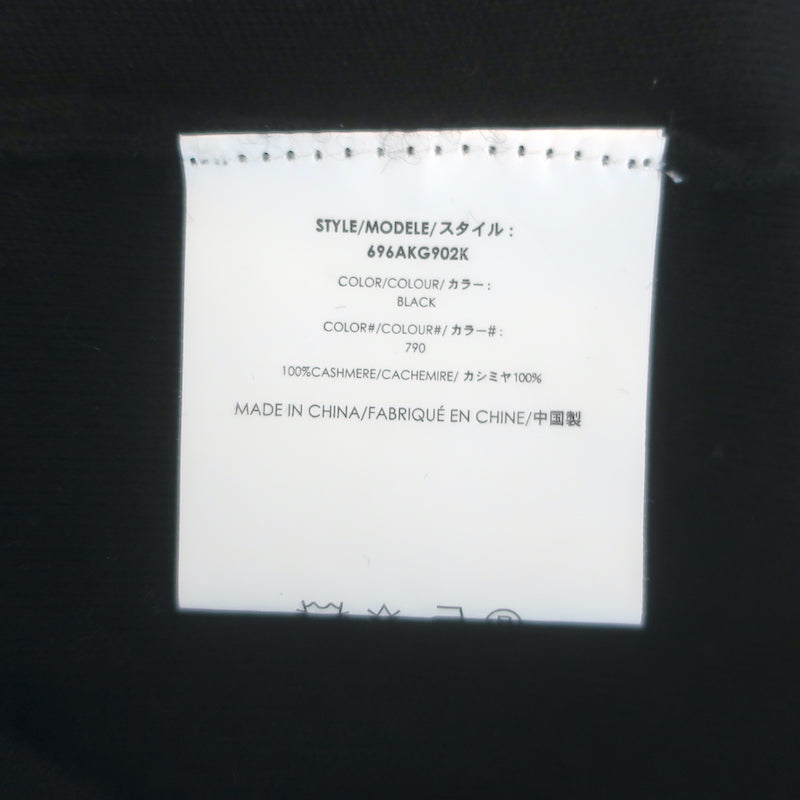 STYLE/MODELE/スタイル:
696AKG902K
COLOR/COLOUR/カラー:
BLACK
COLOR#/COLOUR#/カラー#:
790
100%CASHMERE/CACHEMIRE/ カシミヤ100%
MADE IN CHINA/FABRIQUÉ EN CHINE/中国製